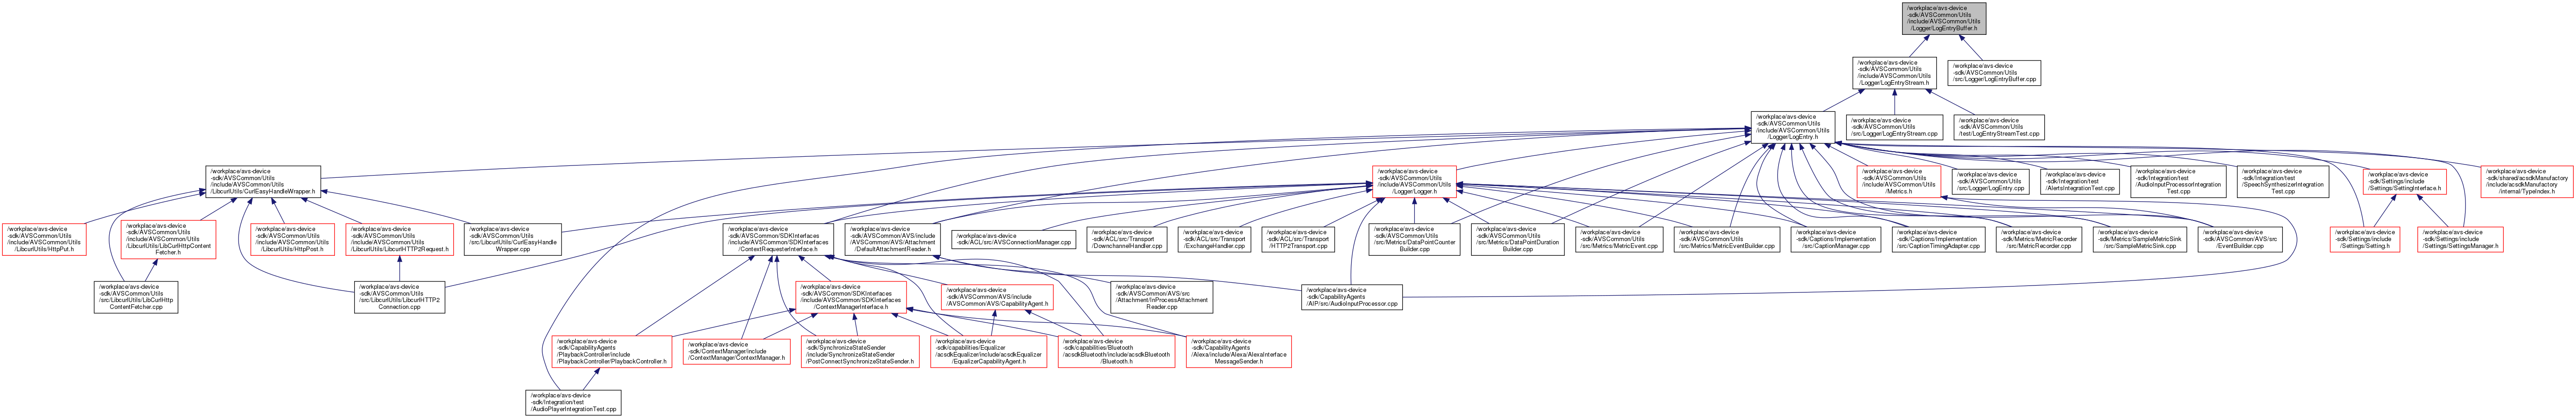 /workplace/avs-device
-sdk/AVSCommon/Utils
/include/AVSCommon/Utils
/Logger/LogEntryBuffer.h
/workplace/avs-device
-sdk/AVSCommon/Utils
/include/AVSCommon/Utils
/Logger/LogEntryStream.h
/workplace/avs-device
-sdk/AVSCommon/Utils
/src/Logger/LogEntryBuffer.cpp
/workplace/avs-device
-sdk/AVSCommon/Utils
/include/AVSCommon/Utils
/Logger/LogEntry.h
/workplace/avs-device
-sdk/AVSCommon/Utils
/src/Logger/LogEntryStream.cpp
/workplace/avs-device
-sdk/AVSCommon/Utils
/test/LogEntryStreamTest.cpp
/workplace/avs-device
-sdk/AVSCommon/Utils
/include/AVSCommon/Utils
/LibcurlUtils/CurlEasyHandleWrapper.h
/workplace/avs-device
-sdk/AVSCommon/Utils
/include/AVSCommon/Utils
/Logger/Logger.h
/workplace/avs-device
-sdk/AVSCommon/Utils
/include/AVSCommon/Utils
/Metrics.h
/workplace/avs-device
-sdk/AVSCommon/Utils
/src/Logger/LogEntry.cpp
/workplace/avs-device
-sdk/Integration/test
/AlertsIntegrationTest.cpp
/workplace/avs-device
-sdk/Integration/test
/AudioInputProcessorIntegration
Test.cpp
/workplace/avs-device
-sdk/Integration/test
/SpeechSynthesizerIntegration
Test.cpp
/workplace/avs-device
-sdk/Settings/include
/Settings/SettingInterface.h
/workplace/avs-device
-sdk/shared/acsdkManufactory
/include/acsdkManufactory
/internal/TypeIndex.h
/workplace/avs-device
-sdk/AVSCommon/Utils
/include/AVSCommon/Utils
/LibcurlUtils/HttpPut.h
/workplace/avs-device
-sdk/AVSCommon/Utils
/include/AVSCommon/Utils
/LibcurlUtils/LibCurlHttpContent
Fetcher.h
/workplace/avs-device
-sdk/AVSCommon/Utils
/include/AVSCommon/Utils
/LibcurlUtils/HttpPost.h
/workplace/avs-device
-sdk/AVSCommon/Utils
/include/AVSCommon/Utils
/LibcurlUtils/LibcurlHTTP2Request.h
/workplace/avs-device
-sdk/AVSCommon/Utils
/src/LibcurlUtils/CurlEasyHandle
Wrapper.cpp
/workplace/avs-device
-sdk/AVSCommon/SDKInterfaces
/include/AVSCommon/SDKInterfaces
/ContextRequesterInterface.h
/workplace/avs-device
-sdk/AVSCommon/AVS/include
/AVSCommon/AVS/Attachment
/DefaultAttachmentReader.h
/workplace/avs-device
-sdk/ACL/src/AVSConnectionManager.cpp
/workplace/avs-device
-sdk/ACL/src/Transport
/DownchannelHandler.cpp
/workplace/avs-device
-sdk/ACL/src/Transport
/ExchangeHandler.cpp
/workplace/avs-device
-sdk/ACL/src/Transport
/HTTP2Transport.cpp
/workplace/avs-device
-sdk/AVSCommon/Utils
/src/Metrics/DataPointCounter
Builder.cpp
/workplace/avs-device
-sdk/AVSCommon/Utils
/src/Metrics/DataPointDuration
Builder.cpp
/workplace/avs-device
-sdk/AVSCommon/Utils
/src/Metrics/MetricEvent.cpp
/workplace/avs-device
-sdk/AVSCommon/Utils
/src/Metrics/MetricEventBuilder.cpp
/workplace/avs-device
-sdk/Captions/Implementation
/src/CaptionManager.cpp
/workplace/avs-device
-sdk/Captions/Implementation
/src/CaptionTimingAdapter.cpp
/workplace/avs-device
-sdk/Metrics/MetricRecorder
/src/MetricRecorder.cpp
/workplace/avs-device
-sdk/Metrics/SampleMetricSink
/src/SampleMetricSink.cpp
/workplace/avs-device
-sdk/AVSCommon/AVS/src
/EventBuilder.cpp
/workplace/avs-device
-sdk/Settings/include
/Settings/Setting.h
/workplace/avs-device
-sdk/Settings/include
/Settings/SettingsManager.h
/workplace/avs-device
-sdk/AVSCommon/Utils
/src/LibcurlUtils/LibCurlHttp
ContentFetcher.cpp
/workplace/avs-device
-sdk/AVSCommon/Utils
/src/LibcurlUtils/LibcurlHTTP2
Connection.cpp
/workplace/avs-device
-sdk/AVSCommon/SDKInterfaces
/include/AVSCommon/SDKInterfaces
/ContextManagerInterface.h
/workplace/avs-device
-sdk/AVSCommon/AVS/include
/AVSCommon/AVS/CapabilityAgent.h
/workplace/avs-device
-sdk/AVSCommon/AVS/src
/Attachment/InProcessAttachment
Reader.cpp
/workplace/avs-device
-sdk/CapabilityAgents
/AIP/src/AudioInputProcessor.cpp
/workplace/avs-device
-sdk/CapabilityAgents
/PlaybackController/include
/PlaybackController/PlaybackController.h
/workplace/avs-device
-sdk/ContextManager/include
/ContextManager/ContextManager.h
/workplace/avs-device
-sdk/SynchronizeStateSender
/include/SynchronizeStateSender
/PostConnectSynchronizeStateSender.h
/workplace/avs-device
-sdk/capabilities/Equalizer
/acsdkEqualizer/include/acsdkEqualizer
/EqualizerCapabilityAgent.h
/workplace/avs-device
-sdk/capabilities/Bluetooth
/acsdkBluetooth/include/acsdkBluetooth
/Bluetooth.h
/workplace/avs-device
-sdk/CapabilityAgents
/Alexa/include/Alexa/AlexaInterface
MessageSender.h
/workplace/avs-device
-sdk/Integration/test
/AudioPlayerIntegrationTest.cpp